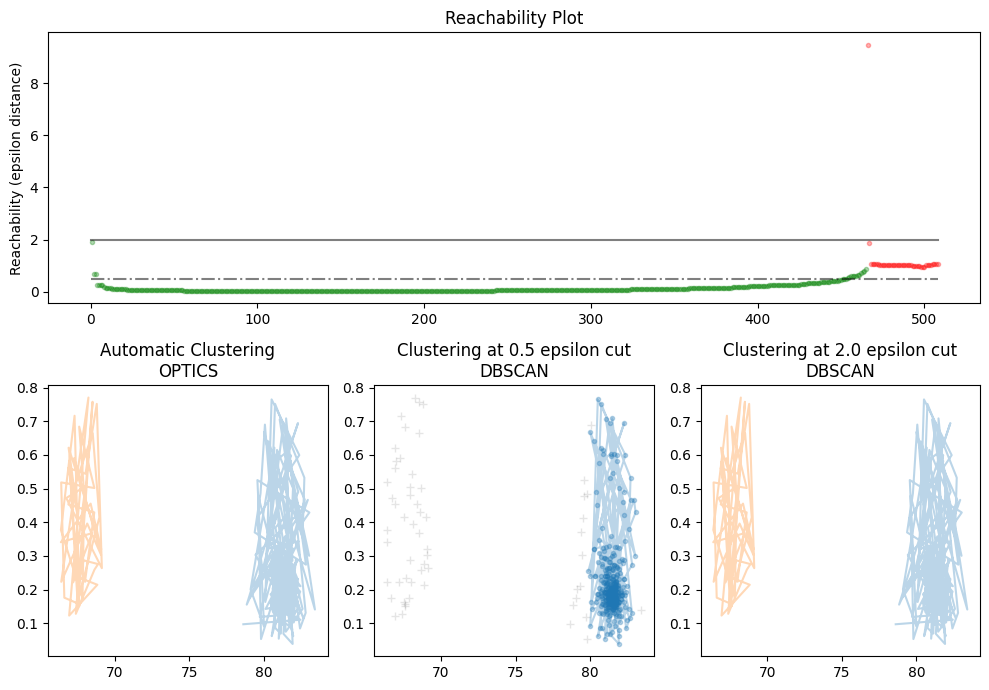 Reachability Plot
Reachability (epsilon distance)
8
6
4
2
0
0 100 200 300 400 500
Automatic Clustering
OPTICS
Clustering at 0.5 epsilon cut
DBSCAN
Clustering at 2.0 epsilon cut
DBSCAN
0.8
0.7
0.6
0.5
0.4
0.3
0.2
0.1
70 75 80
0.8
0.7
0.6
0.5
0.4
0.3
0.2
0.1
70 75 80
0.8
0.7
0.6
0.5
0.4
0.3
0.2
0.1
70 75 80